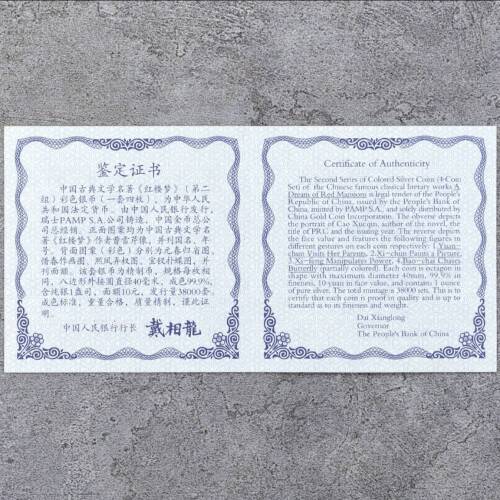 鉴定证书
中国古典文学名著《红楼梦》(第二
组)彩色银币(一套四枚),为中华人民
共和国法定货币。由中国人民银行发行,
瑞士PAMP S.A.公司铸造,中国金币总公
司总经销。正面图案均为中国古典文学名
著《红楼梦》作者曹雪芹像,并刊国名、年
号。背面图案(彩色)分别为元春归省图
惜春作画图、熙凤弄权图、宝钗扑蝶图,并
刊面额。该套银币为精制币,规格每枚相
同,八边形外接圆直径40毫米、成色99.9%,
含纯银1盎司,面额10元,发行量38000套
成色标准,重量合格,质量精制,谨此证
明。
中国人民银行行长 戴相龍
Certificate of Authenticity
The Second Series of Colored Silver Coins (4-Coin
Set) of the Chinese famous classical literary works A
Dream of Red Mansions is legal tender of the People's
Republic of China, issued by the People's Bank of
China, minted by PAMP S.A. and solely distributed by
China Gold Coin Incorporation. The obverse depicts
the portrait of Cao Xueqin, author of the novel, the
title of PRC and the issuing year. The reverse depicts
the face value and features the following figures in
different gestures on each coin respectively: 1.Yuan-
chun Visits Her Parents, 2.Xi-chun Paints a Picture,
3.Xi-feng Manipulates Power, 4.Bao-chai Chases
Butterfly (partially colored). Each coin is octagon in
shape with maximum diameter 40mm, 99.9% in
fineness, 10 yuan in face value, and contains 1 ounce
of pure silver. The total mintage is 38000 sets. This is to
certify that each coin is proof in quality and is up to
standard as to its fineness and weight.
Dai Xianglong
Governor
The People's Bank of China